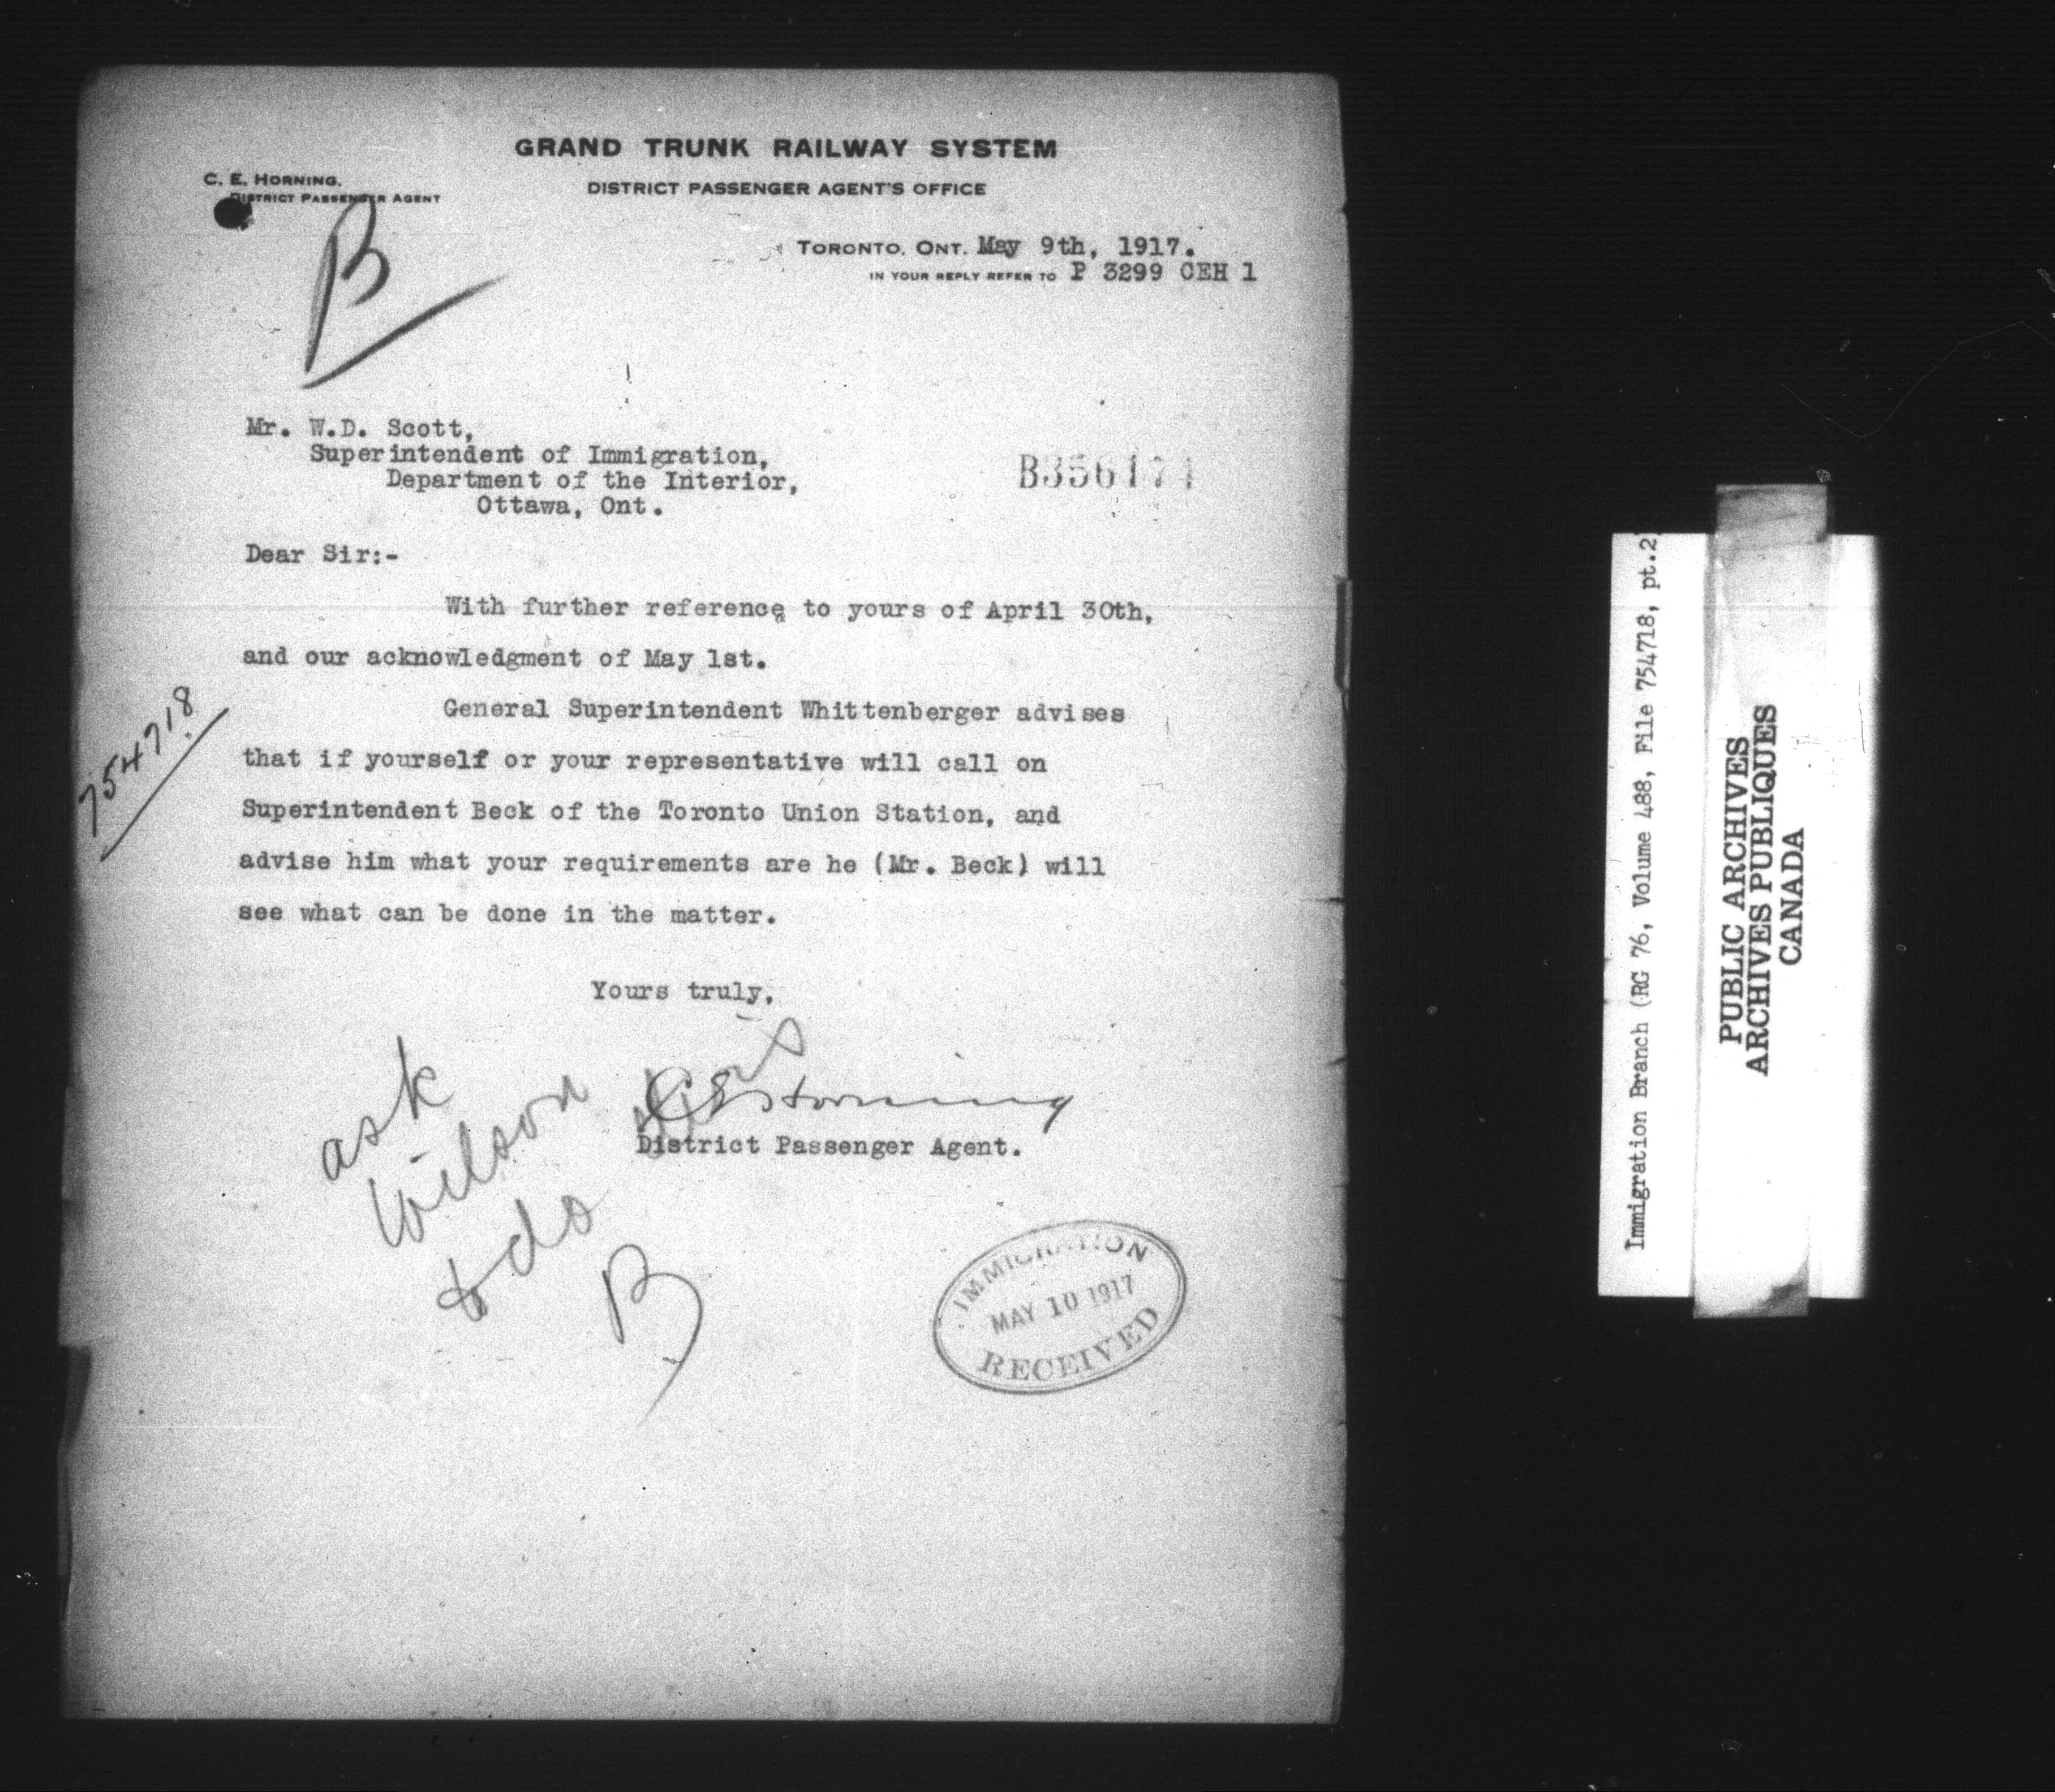 GRAND TRUNK RAILWAY SYSTEM
C. E. HORNING,
DISTRICT PASSENGER AGENT
DISTRICT PASSENGER AGENT'S OFFICE
B
TORONTO, ONT. May 9th, 1917.
IN YOUR REPLY REFER TO P 3299 CEH 1
Mr. W.D. Scott,
Superintendent of Immigration,
Department of the Interior,
Ottawa, Ont.
B356174
Dear Sir:-
With further reference to yours of April 30th,
and our acknowledgment of May 1st.
754718
General Superintendent Whittenberger advises
that if yourself or your representative will call on
Superintendent Beck of the Toronto Union Station, and
advise him what your requirements are he (Mr. Beck) will
see what can be done in the matter.
Yours truly,
CEHorning
District Passenger Agent.
ask
Wilson
to do
B
IMMIGRATION
MAY 10 1917
RECEIVED
Immigration Branch (RG 76, Volume 488, File 754718, pt.2
PUBLIC ARCHIVES
ARCHIVES PUBLIQUES
CANADA